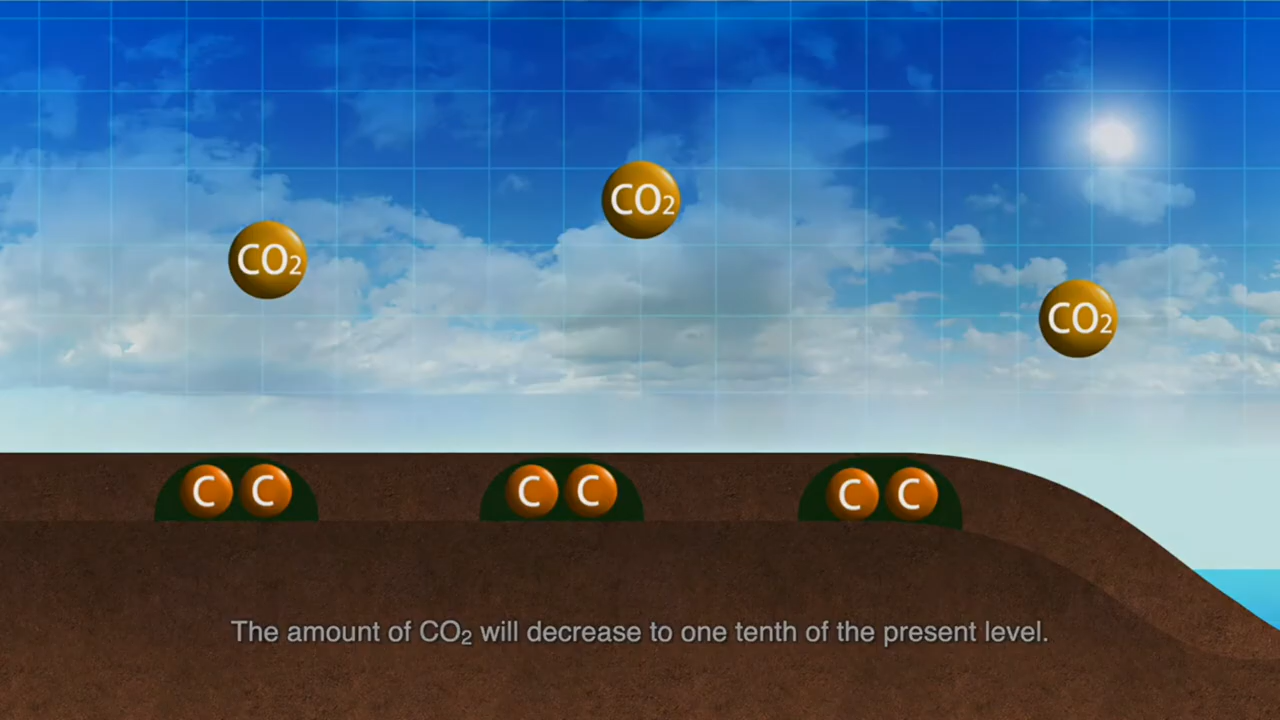 CO₂
CO₂
CO₂
C C
C C
C C
The amount of CO₂ will decrease to one tenth of the present level.